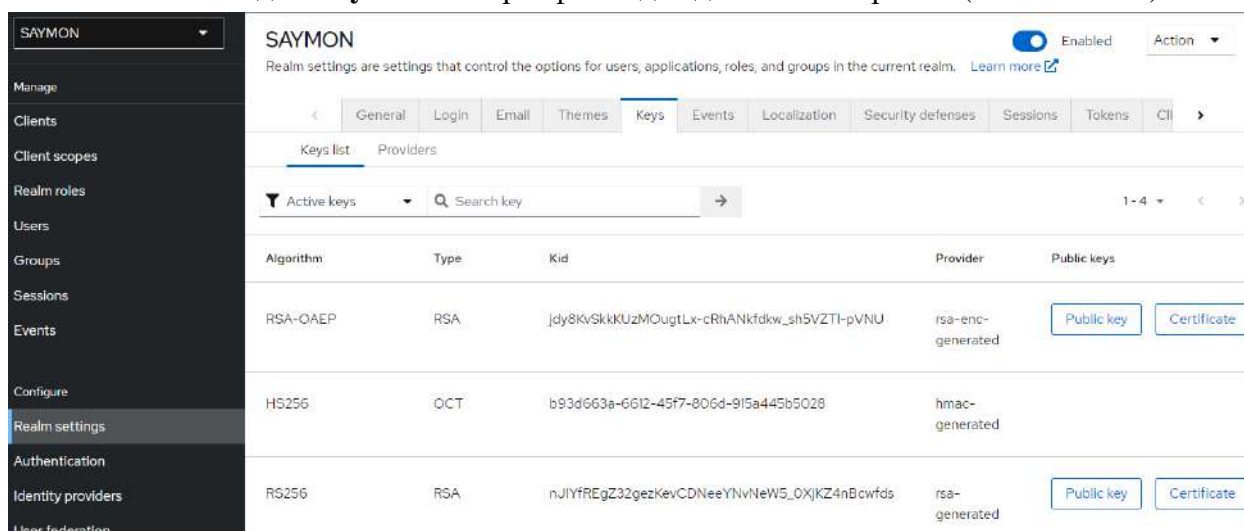 SAYMON
Manage
Clients
Client scopes
Realm roles
Users
Groups
Sessions
Events
Configure
Realm settings
Authentication
Identity providers
User federation
SAYMON
Enabled
Action
Realm settings are settings that control the options for users, applications, roles, and groups in the current realm. Learn more
General Login Email Themes Keys Events Localization Security defenses Sessions Tokens Cli
Keys list Providers
Active keys Search key 1 - 4
Algorithm Type Kid Provider Public keys
RSA-OAEP RSA jdy8KvSkkKUzMOugtLx-cRhANkfdkw_sh5VZTI-pVNU rsa-enc-generated Public key Certificate
HS256 OCT b93d663a-6612-45f7-806d-915a445b5028 hmac-generated
RS256 RSA nJIYfREgZ32gezKevCDNeeYNvNeW5_0XjKZ4nBcwfds rsa-generated Public key Certificate